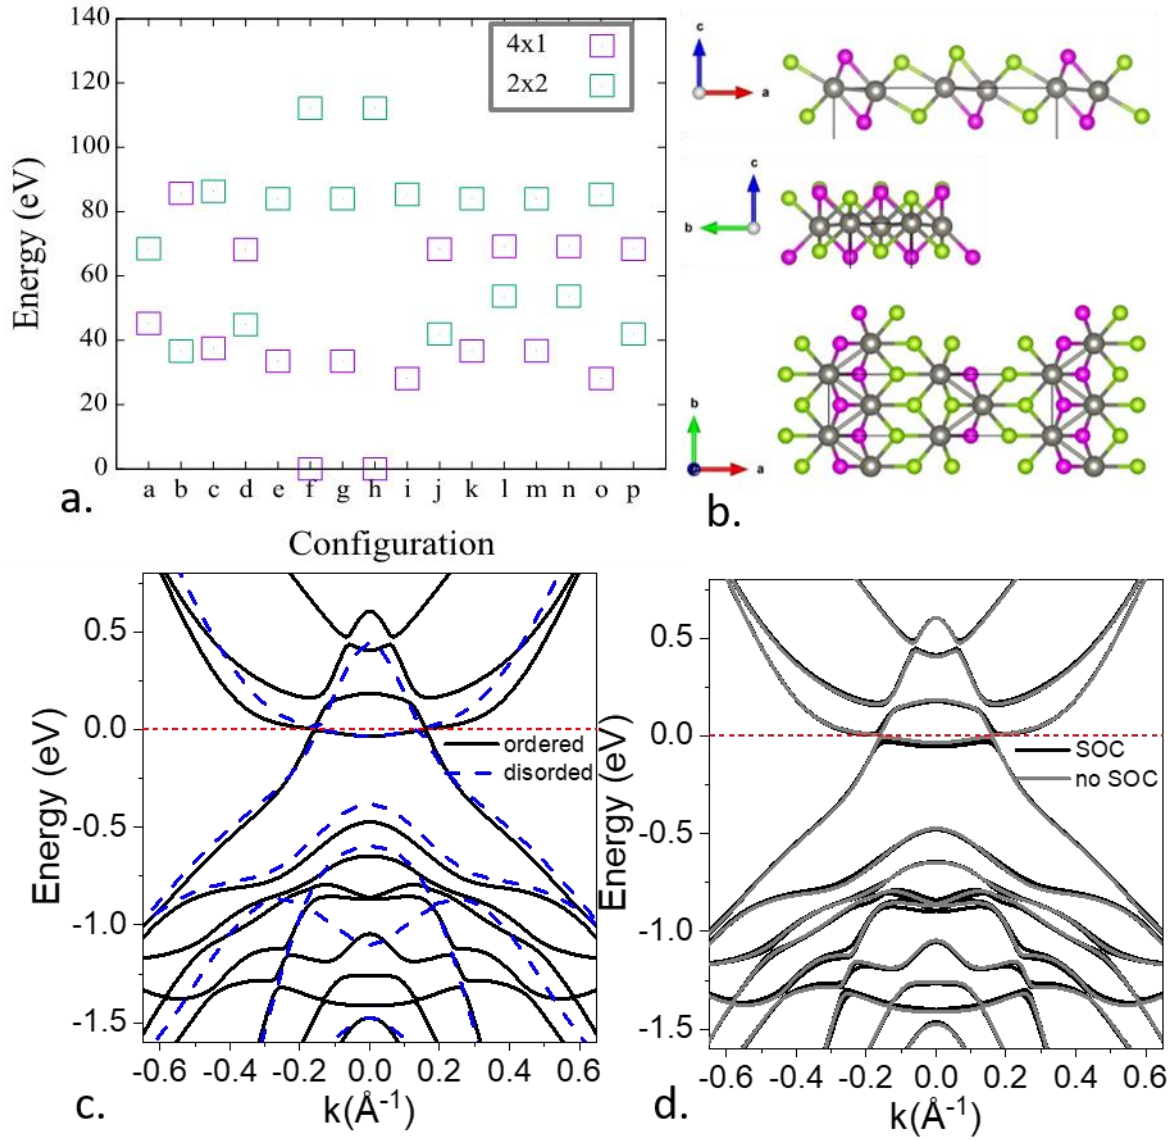 140
120
100
80
60
40
20
0
Energy (eV)
4x1
2x2
a b c d e f g h i j k l m n o p
Configuration
a.
c
a
c
b
b
a
b.
0.5
0.0
-0.5
-1.0
-1.5
Energy (eV)
ordered
disorded
-0.6 -0.4 -0.2 0.0 0.2 0.4 0.6
k(Å-1)
c.
0.5
0.0
-0.5
-1.0
-1.5
Energy (eV)
SOC
no SOC
-0.6 -0.4 -0.2 0.0 0.2 0.4 0.6
k(Å-1)
d.